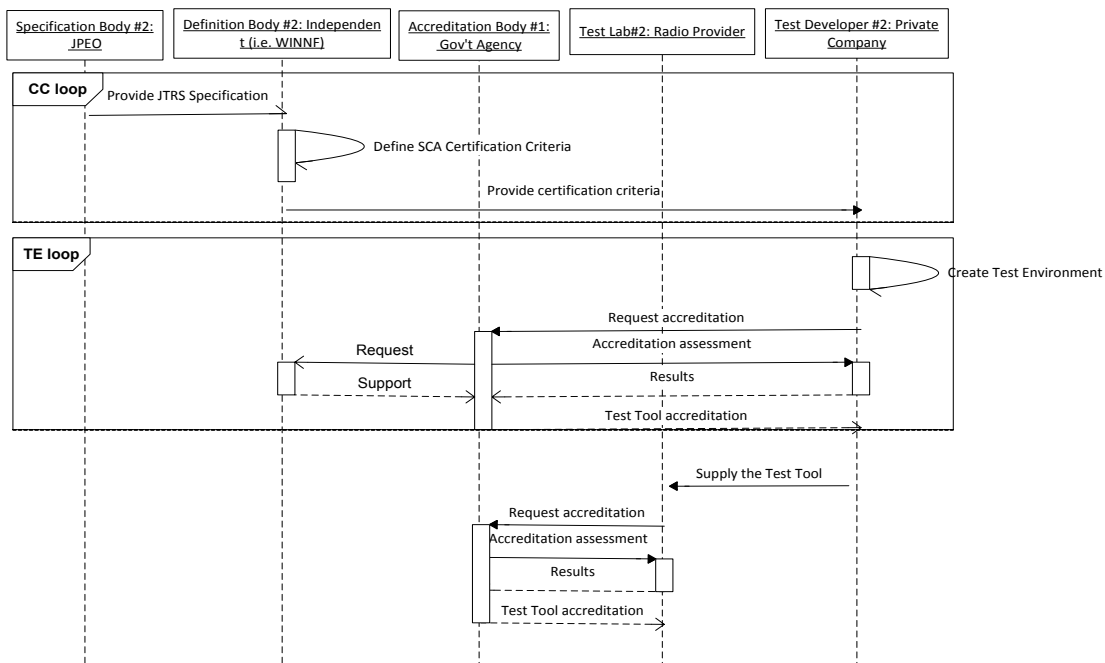 Specification Body #2:
JPEO
Definition Body #2: Independen
t (i.e. WINNF)
Accreditation Body #1:
Gov't Agency
Test Lab#2: Radio Provider
Test Developer #2: Private
Company
CC loop
Provide JTRS Specification
Define SCA Certification Criteria
Provide certification criteria
TE loop
Create Test Environment
Request accreditation
Accreditation assessment
Request
Results
Support
Test Tool accreditation
Supply the Test Tool
Request accreditation
Accreditation assessment
Results
Test Tool accreditation